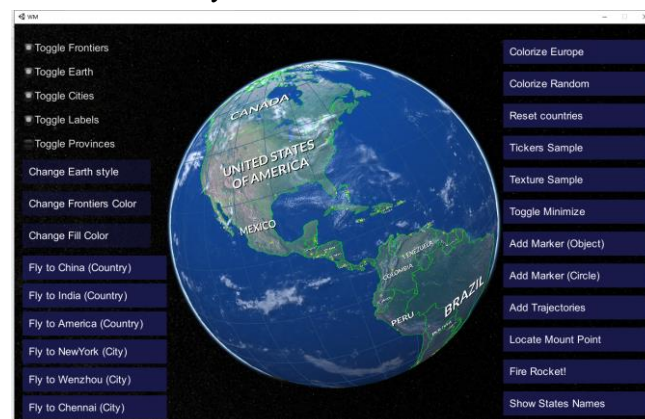 WM
Toggle Frontiers
Toggle Earth
Toggle Cities
Toggle Labels
Toggle Provinces
Change Earth style
Change Frontiers Color
Change Fill Color
Fly to China (Country)
Fly to India (Country)
Fly to America (Country)
Fly to NewYork (City)
Fly to Wenzhou (City)
Fly to Chennai (City)
CANADA
UNITED STATES
OF AMERICA
MEXICO
VENEZUELA
COLOMBIA
BRAZIL
PERU
Colorize Europe
Colorize Random
Reset countries
Tickers Sample
Texture Sample
Toggle Minimize
Add Marker (Object)
Add Marker (Circle)
Add Trajectories
Locate Mount Point
Fire Rocket!
Show States Names